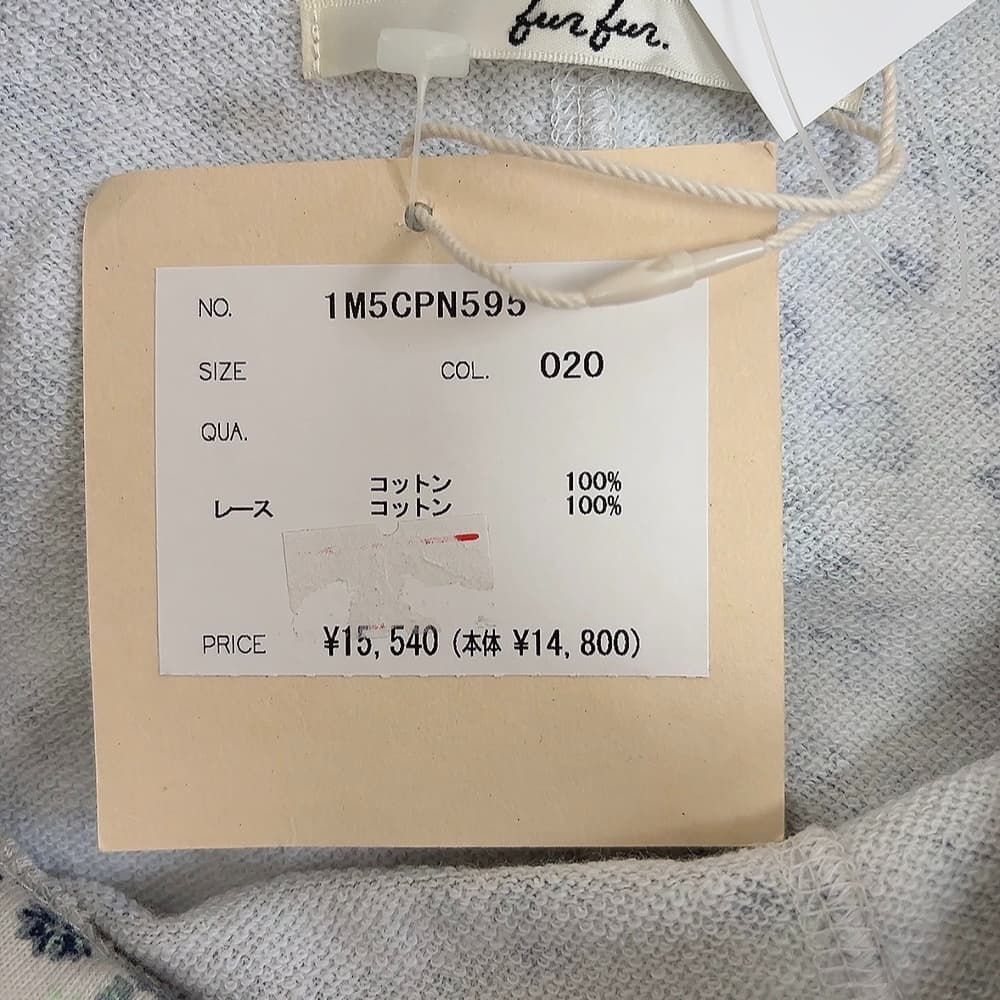 fur fur.
NO. 1M5CPN595
SIZE COL. 020
QUA.
コットン 100%
レース コットン 100%
PRICE ¥15,540 (本体 ¥14,800)